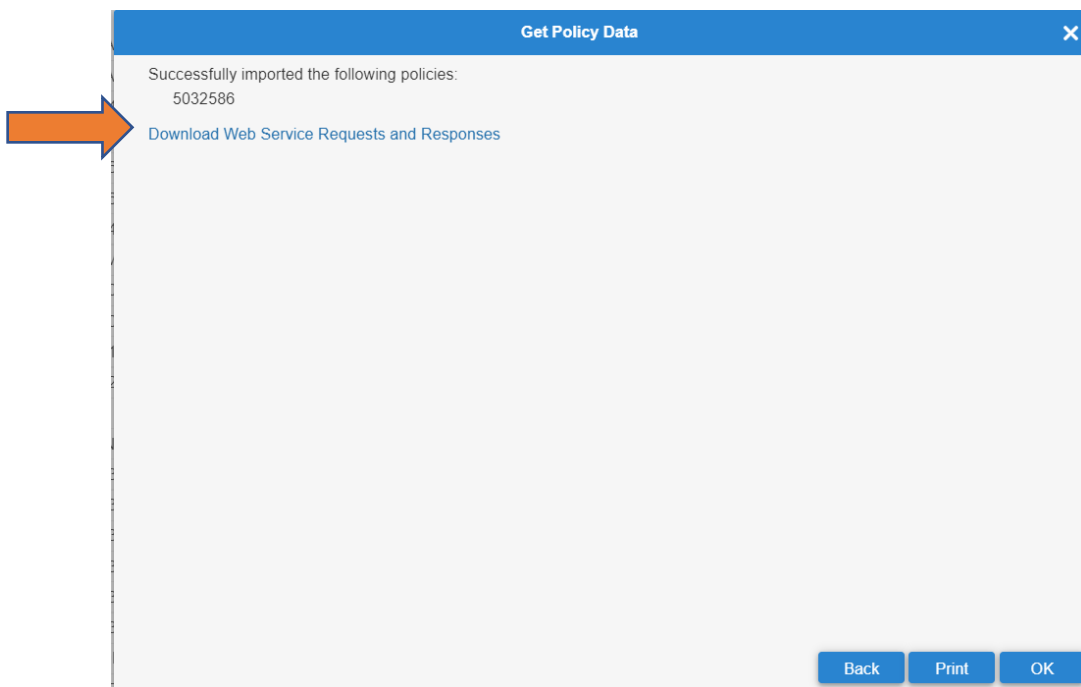 Get Policy Data
Successfully imported the following policies:
5032586
Download Web Service Requests and Responses
Back Print OK